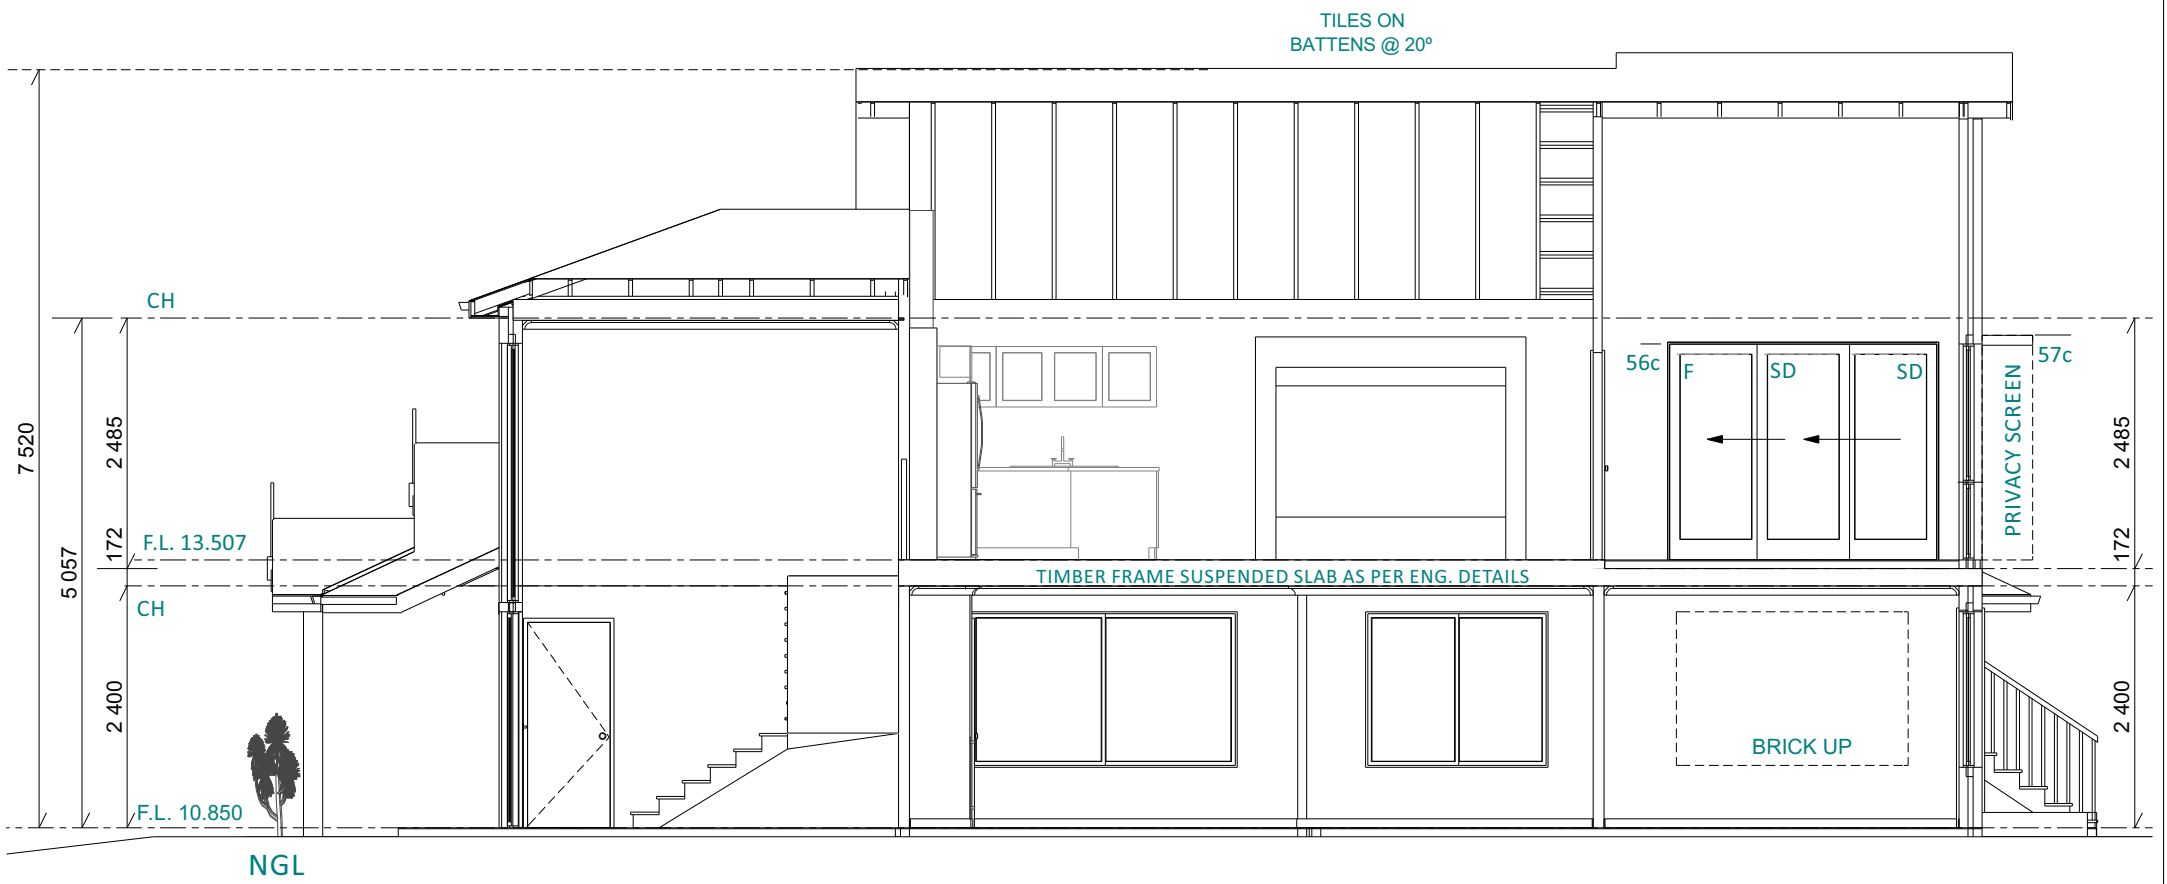 TILES ON
BATTENS @ 20º
CH
56c
F
SD
SD
57c
PRIVACY SCREEN
7 520
5 057
2 485
172
2 400
F.L. 13.507
CH
TIMBER FRAME SUSPENDED SLAB AS PER ENG. DETAILS
2 485
172
2 400
BRICK UP
F.L. 10.850
NGL